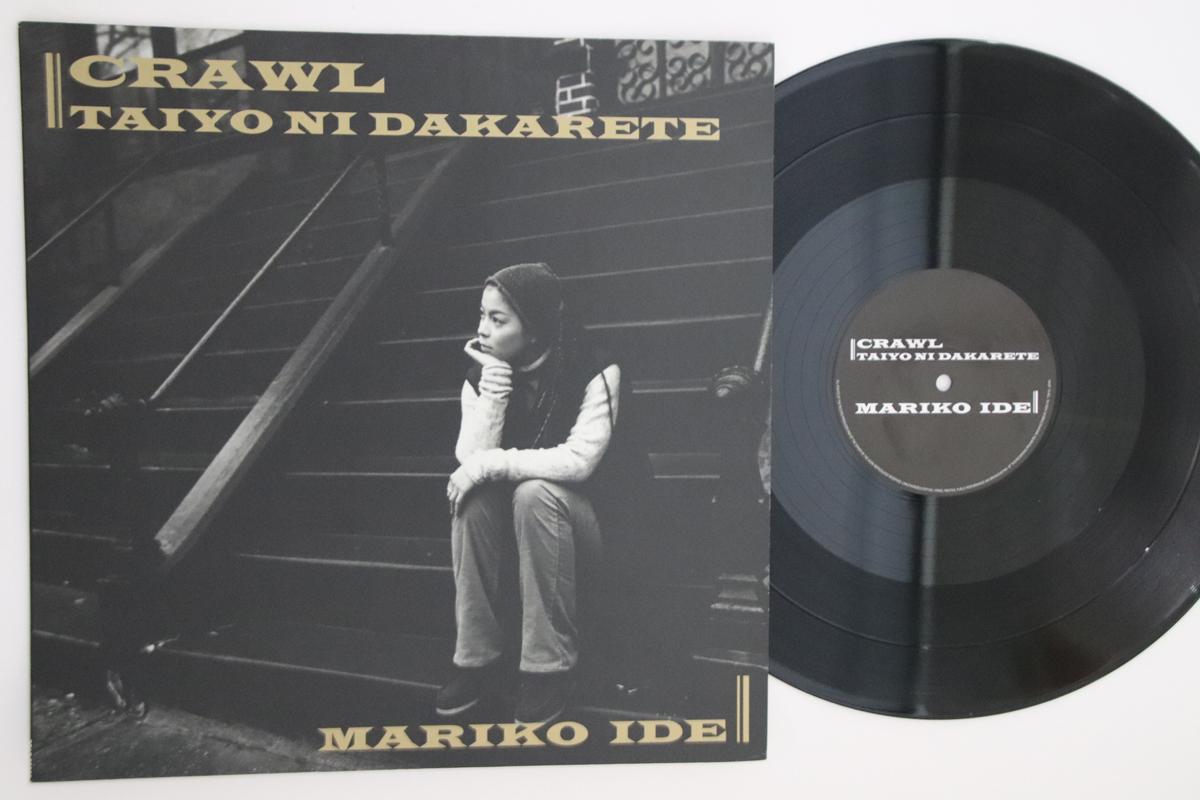 CRAWL
TAIYO NI DAKARETE
MARIKO IDE
CRAWL
TAIYO NI DAKARETE
MARIKO IDE